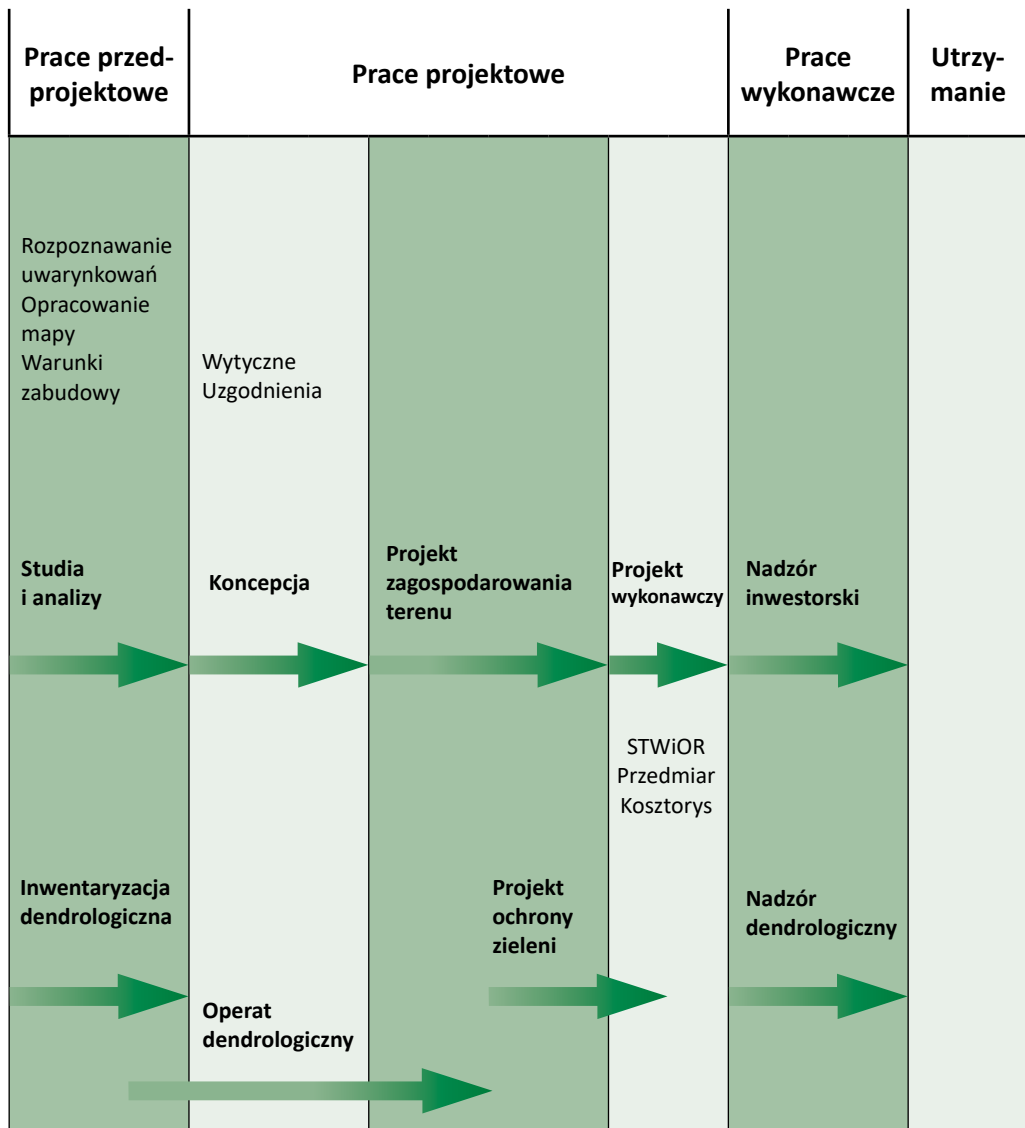 Prace przed-
projektowe
Prace projektowe
Prace
wykonawcze
Utrzy-
manie
Rozpoznawanie
uwarynkowań
Opracowanie
mapy
Warunki
zabudowy
Wytyczne
Uzgodnienia
Studia
i analizy
Koncepcja
Projekt
zagospodarowania
terenu
Projekt
wykonawczy
Nadzór
inwestorski
STWiOR
Przedmiar
Kosztorys
Inwentaryzacja
dendrologiczna
Operat
dendrologiczny
Projekt
ochrony
zieleni
Nadzór
dendrologiczny